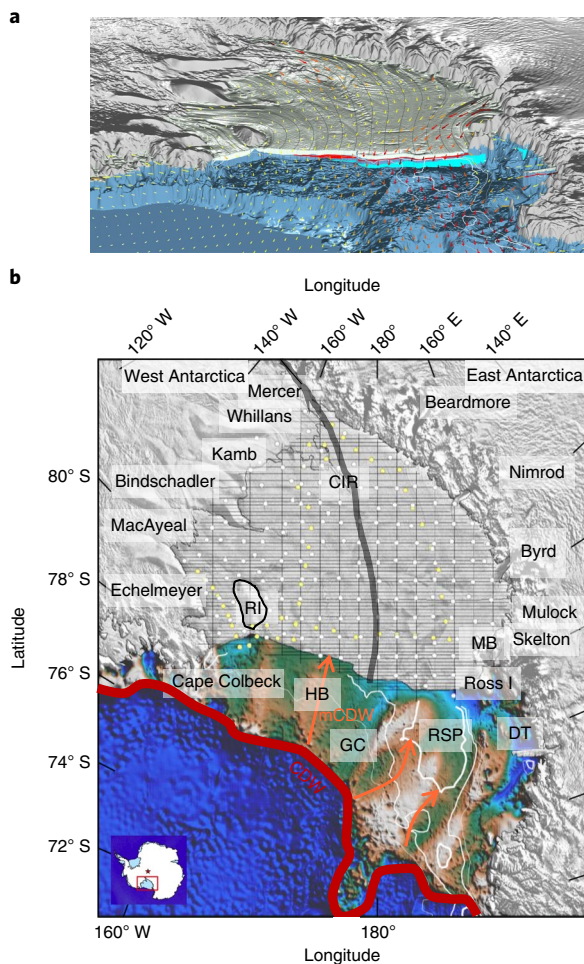 a
b
Longitude
120° W
140° W
160° W
180°
160° E
140° E
West Antarctica
East Antarctica
Mercer
Beardmore
Whillans
Kamb
80° S
CIR
Nimrod
Bindschadler
MacAyeal
Byrd
78° S
Echelmeyer
RI
Mulock
Latitude
MB
Skelton
76° S
Cape Colbeck
Ross I
HB
mCDW
RSP
DT
GC
CDW
74° S
72° S
160° W
180°
Longitude